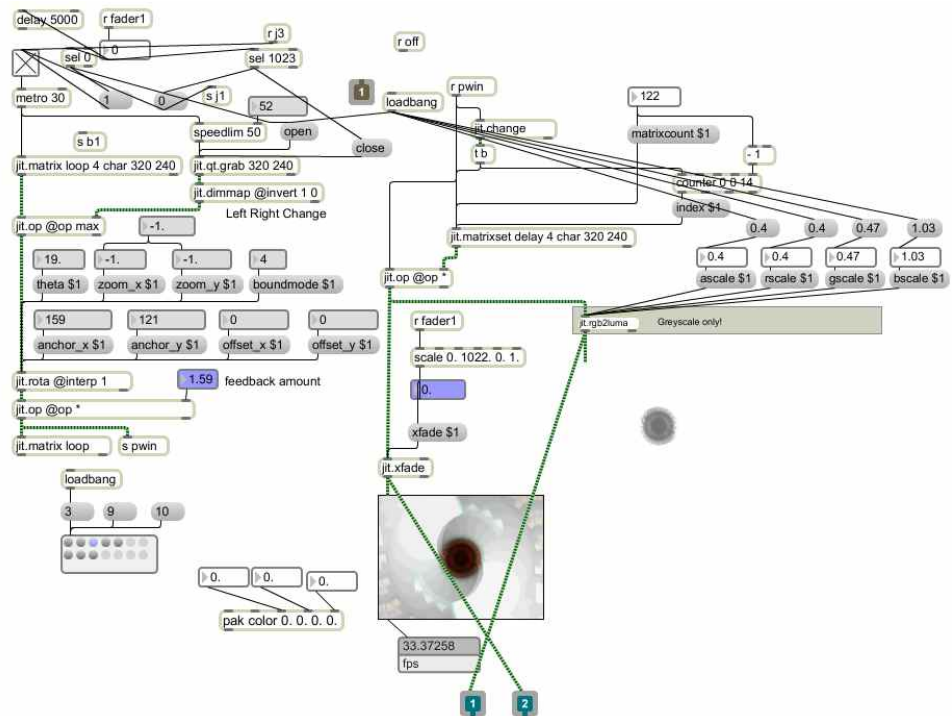 delay 5000
r fader1
0
r j3
r off
sel 0
sel 1023
metro 30
1
0
s j1
52
1
loadbang
r pwin
122
speedlim 50
open
jit.change
matrixcount $1
s b1
close
t b
- 1
jit.matrix loop 4 char 320 240
jit.qt.grab 320 240
counter 0 0 14
jit.dimmap @invert 1 0
index $1
Left Right Change
jit.op @op max
-1.
jit.matrixset delay 4 char 320 240
0.4
0.4
0.47
1.03
19.
-1.
-1.
4
0.4
0.4
0.47
1.03
theta $1
zoom_x $1
zoom_y $1
boundmode $1
jit.op @op *
ascale $1
rscale $1
gscale $1
bscale $1
159
121
0
0
r fader1
jit.rgb2luma
Greyscale only!
anchor_x $1
anchor_y $1
offset_x $1
offset_y $1
scale 0. 1022. 0. 1.
jit.rota @interp 1
1.59
feedback amount
0.
jit.op @op *
xfade $1
jit.matrix loop
s pwin
jit.xfade
loadbang
3
9
10
0.
0.
0.
pak color 0. 0. 0. 0.
33.37258
fps
1
2